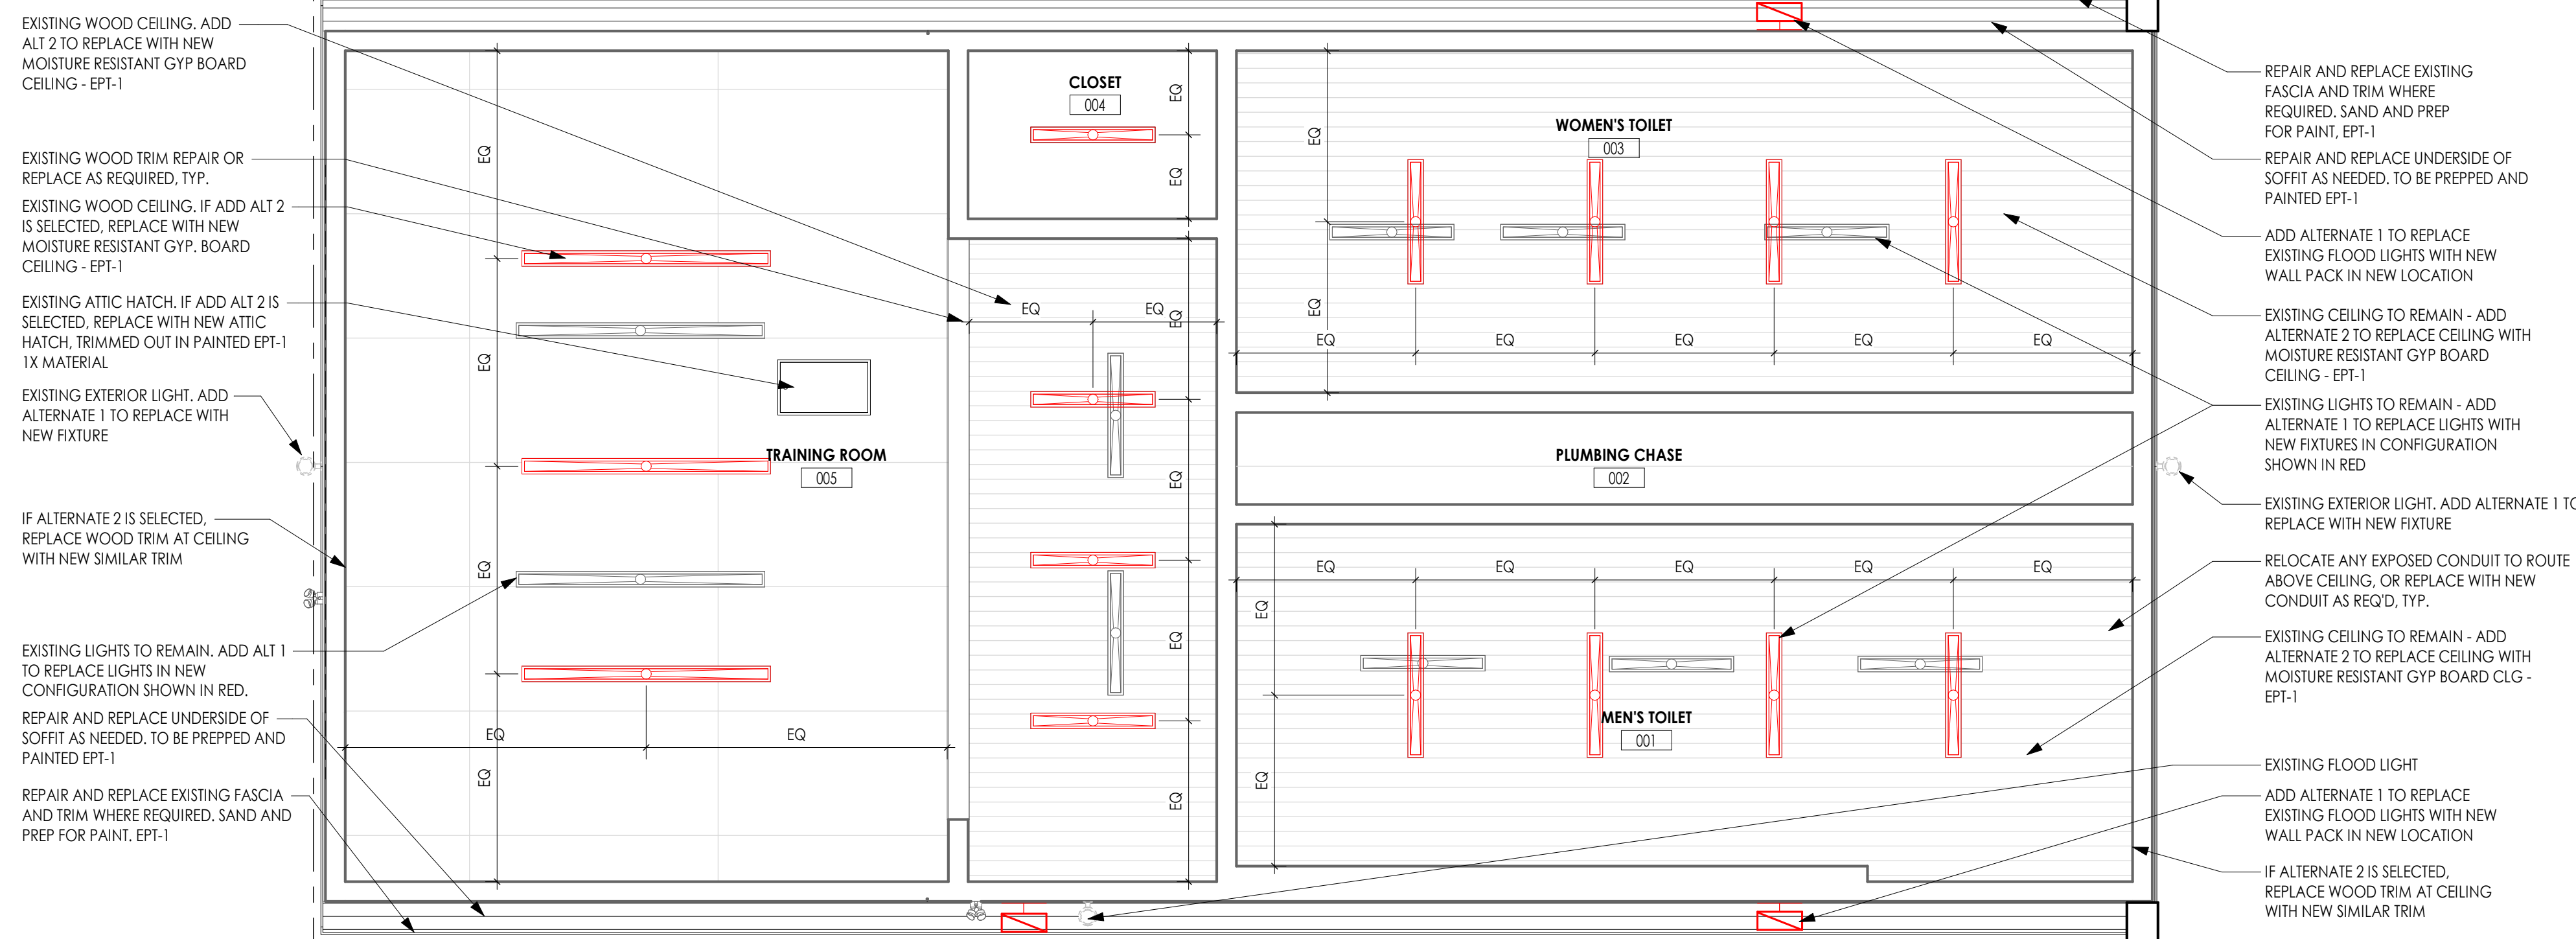 EXISTING WOOD CEILING. ADD
ALT 2 TO REPLACE WITH NEW
MOISTURE RESISTANT GYP BOARD
CEILING - EPT-1
EXISTING WOOD TRIM REPAIR OR
REPLACE AS REQUIRED, TYP.
EXISTING WOOD CEILING. IF ADD ALT 2
IS SELECTED, REPLACE WITH NEW
MOISTURE RESISTANT GYP. BOARD
CEILING - EPT-1
EXISTING ATTIC HATCH. IF ADD ALT 2 IS
SELECTED, REPLACE WITH NEW ATTIC
HATCH, TRIMMED OUT IN PAINTED EPT-1
1X MATERIAL
EXISTING EXTERIOR LIGHT. ADD
ALTERNATE 1 TO REPLACE WITH
NEW FIXTURE
IF ALTERNATE 2 IS SELECTED,
REPLACE WOOD TRIM AT CEILING
WITH NEW SIMILAR TRIM
EXISTING LIGHTS TO REMAIN. ADD ALT 1
TO REPLACE LIGHTS IN NEW
CONFIGURATION SHOWN IN RED.
REPAIR AND REPLACE UNDERSIDE OF
SOFFIT AS NEEDED. TO BE PREPPED AND
PAINTED EPT-1
REPAIR AND REPLACE EXISTING FASCIA
AND TRIM WHERE REQUIRED. SAND AND
PREP FOR PAINT. EPT-1
EQ
EQ
EQ
EQ
EQ
EQ
TRAINING ROOM
005
CLOSET
004
EQ
EQ
EQ
EQ
EQ
EQ
EQ
EQ
WOMEN'S TOILET
003
EQ
EQ
EQ
EQ
EQ
EQ
EQ
PLUMBING CHASE
002
EQ
EQ
EQ
EQ
EQ
EQ
EQ
MEN'S TOILET
001
REPAIR AND REPLACE EXISTING
FASCIA AND TRIM WHERE
REQUIRED. SAND AND PREP
FOR PAINT, EPT-1
REPAIR AND REPLACE UNDERSIDE OF
SOFFIT AS NEEDED. TO BE PREPPED AND
PAINTED EPT-1
ADD ALTERNATE 1 TO REPLACE
EXISTING FLOOD LIGHTS WITH NEW
WALL PACK IN NEW LOCATION
EXISTING CEILING TO REMAIN - ADD
ALTERNATE 2 TO REPLACE CEILING WITH
MOISTURE RESISTANT GYP BOARD
CEILING - EPT-1
EXISTING LIGHTS TO REMAIN - ADD
ALTERNATE 1 TO REPLACE LIGHTS WITH
NEW FIXTURES IN CONFIGURATION
SHOWN IN RED
EXISTING EXTERIOR LIGHT. ADD ALTERNATE 1 TO
REPLACE WITH NEW FIXTURE
RELOCATE ANY EXPOSED CONDUIT TO ROUTE
ABOVE CEILING, OR REPLACE WITH NEW
CONDUIT AS REQ'D, TYP.
EXISTING CEILING TO REMAIN - ADD
ALTERNATE 2 TO REPLACE CEILING WITH
MOISTURE RESISTANT GYP BOARD CLG -
EPT-1
EXISTING FLOOD LIGHT
ADD ALTERNATE 1 TO REPLACE
EXISTING FLOOD LIGHTS WITH NEW
WALL PACK IN NEW LOCATION
IF ALTERNATE 2 IS SELECTED,
REPLACE WOOD TRIM AT CEILING
WITH NEW SIMILAR TRIM